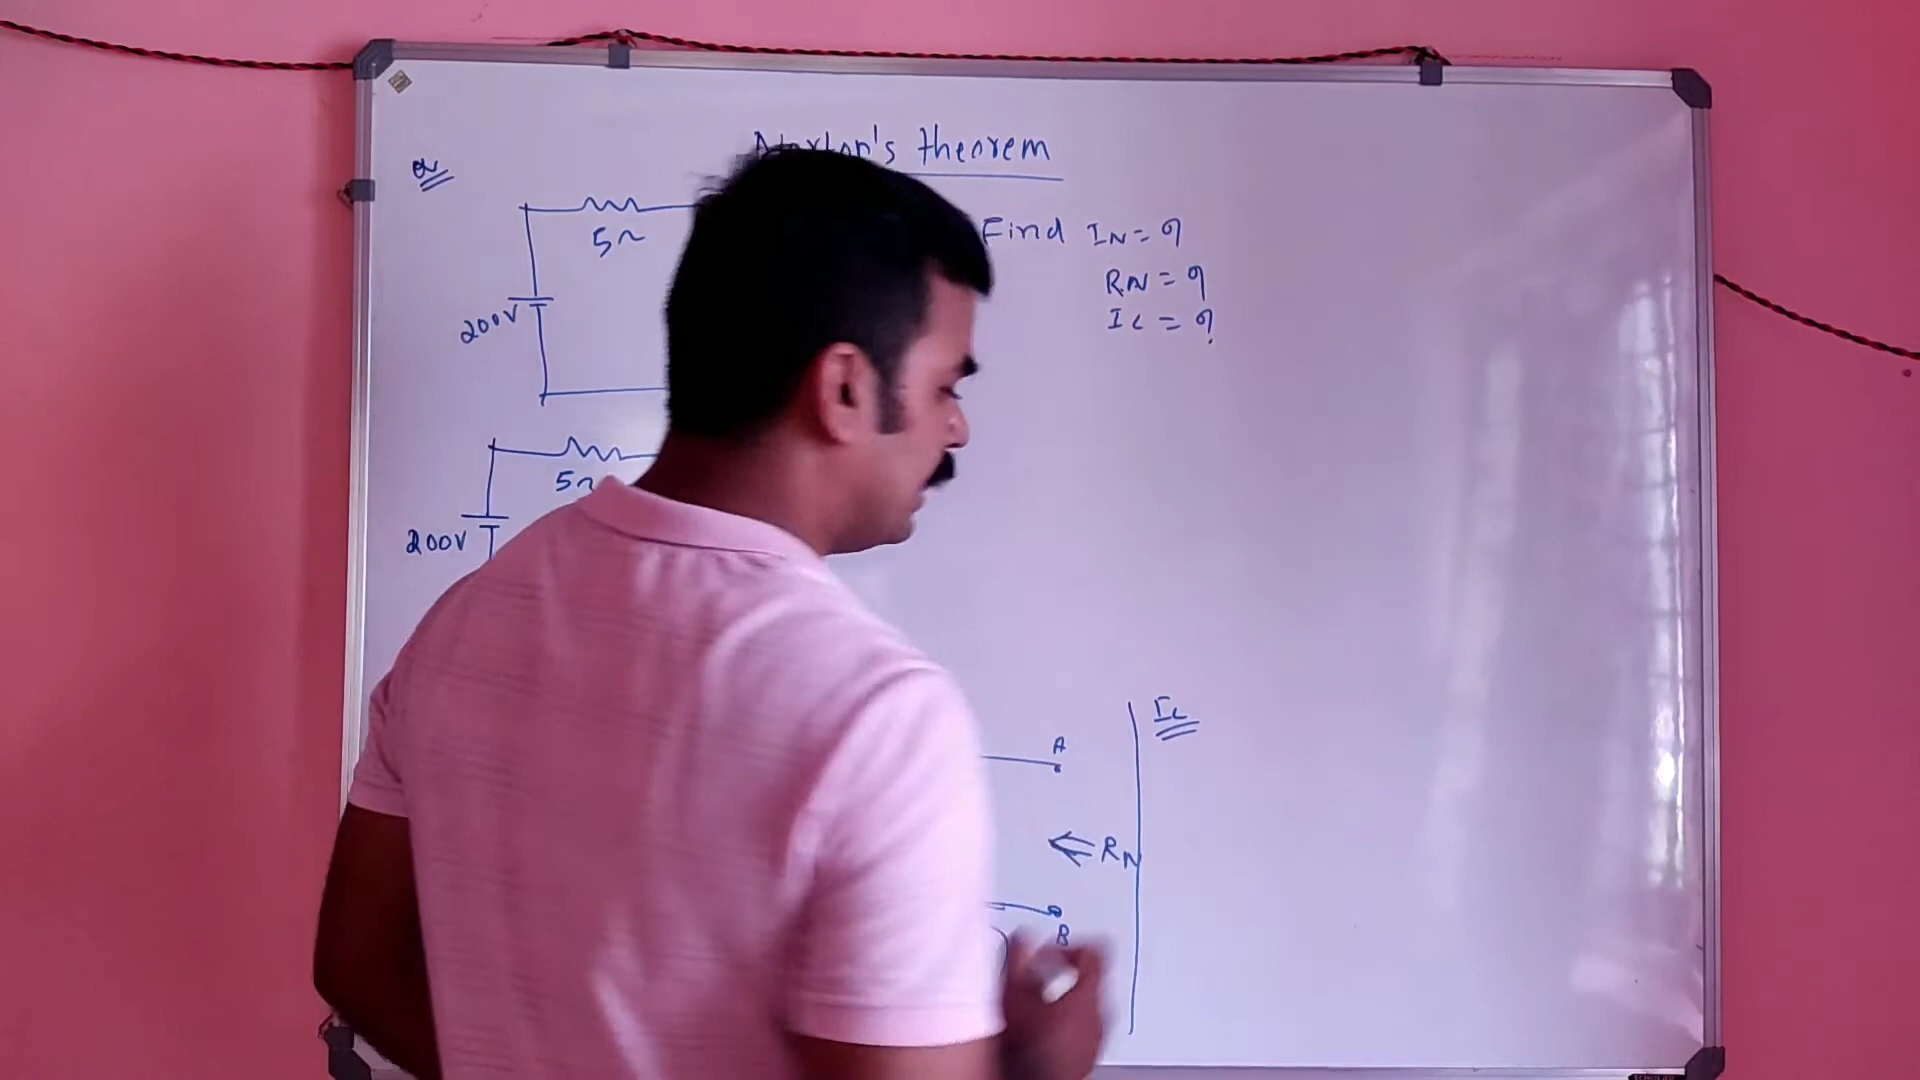 Norton's theorem
Q
5Ω
200V
Find IN = ?
RN = ?
IL = ?
5Ω
200V
IL
A
RN
B